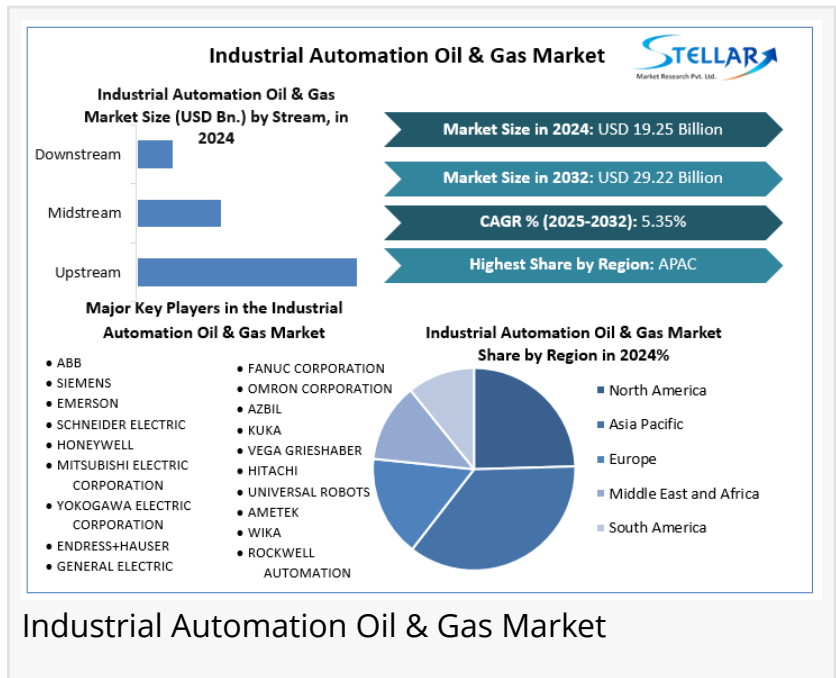 Industrial Automation Oil & Gas Market
STELLAR
Market Research Pvt. Ltd.
Industrial Automation Oil & Gas
Market Size (USD Bn.) by Stream, in
2024
Downstream
Midstream
Upstream
Market Size in 2024: USD 19.25 Billion
Market Size in 2032: USD 29.22 Billion
CAGR % (2025-2032): 5.35%
Highest Share by Region: APAC
Major Key Players in the Industrial
Automation Oil & Gas Market
• ABB
• SIEMENS
• EMERSON
• SCHNEIDER ELECTRIC
• HONEYWELL
• MITSUBISHI ELECTRIC
CORPORATION
• YOKOGAWA ELECTRIC
CORPORATION
• ENDRESS+HAUSER
• GENERAL ELECTRIC
• FANUC CORPORATION
• OMRON CORPORATION
• AZBIL
• KUKA
• VEGA GRIESHABER
• HITACHI
• UNIVERSAL ROBOTS
• AMETEK
• WIKA
• ROCKWELL
AUTOMATION
Industrial Automation Oil & Gas Market
Share by Region in 2024%
North America
Asia Pacific
Europe
Middle East and Africa
South America
Industrial Automation Oil & Gas Market